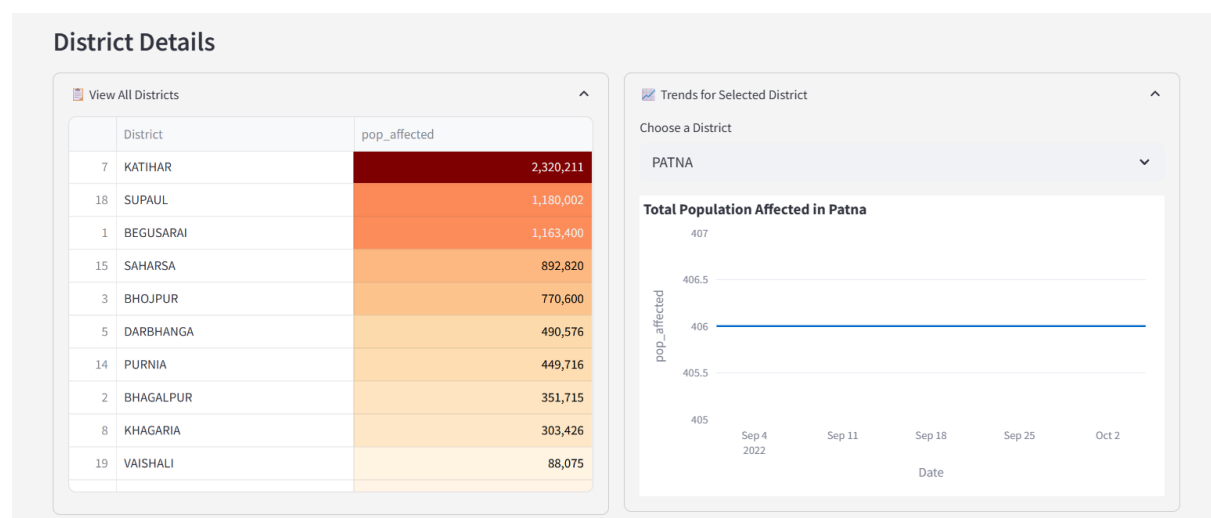 District Details
📋 View All Districts
District pop_affected
7 KATIHAR 2,320,211
18 SUPAUL 1,180,002
1 BEGUSARAI 1,163,400
15 SAHARSA 892,820
3 BHOJPUR 770,600
5 DARBHANGA 490,576
14 PURNIA 449,716
2 BHAGALPUR 351,715
8 KHAGARIA 303,426
19 VAISHALI 88,075
📈 Trends for Selected District
Choose a District
PATNA
Total Population Affected in Patna
407
406.5
406
405.5
405
pop_affected
Sep 4 Sep 11 Sep 18 Sep 25 Oct 2
2022
Date